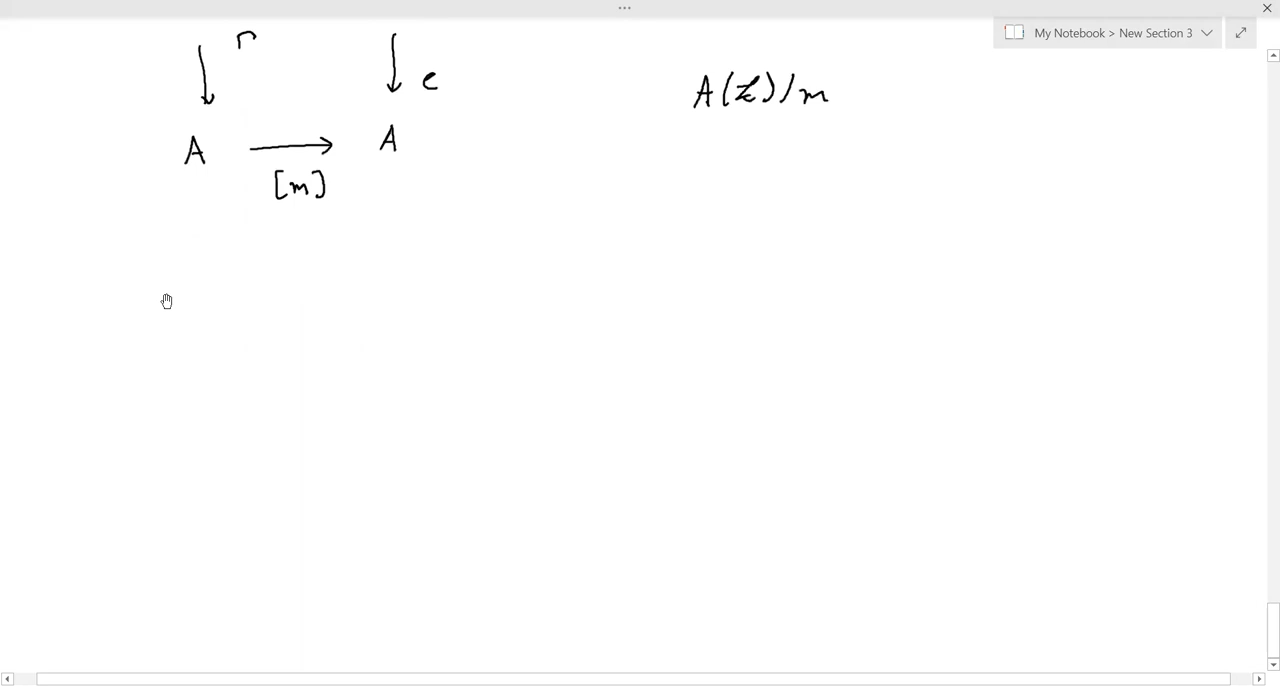 My Notebook > New Section 3
e
A(k)/m
A ⟶ A
[m]